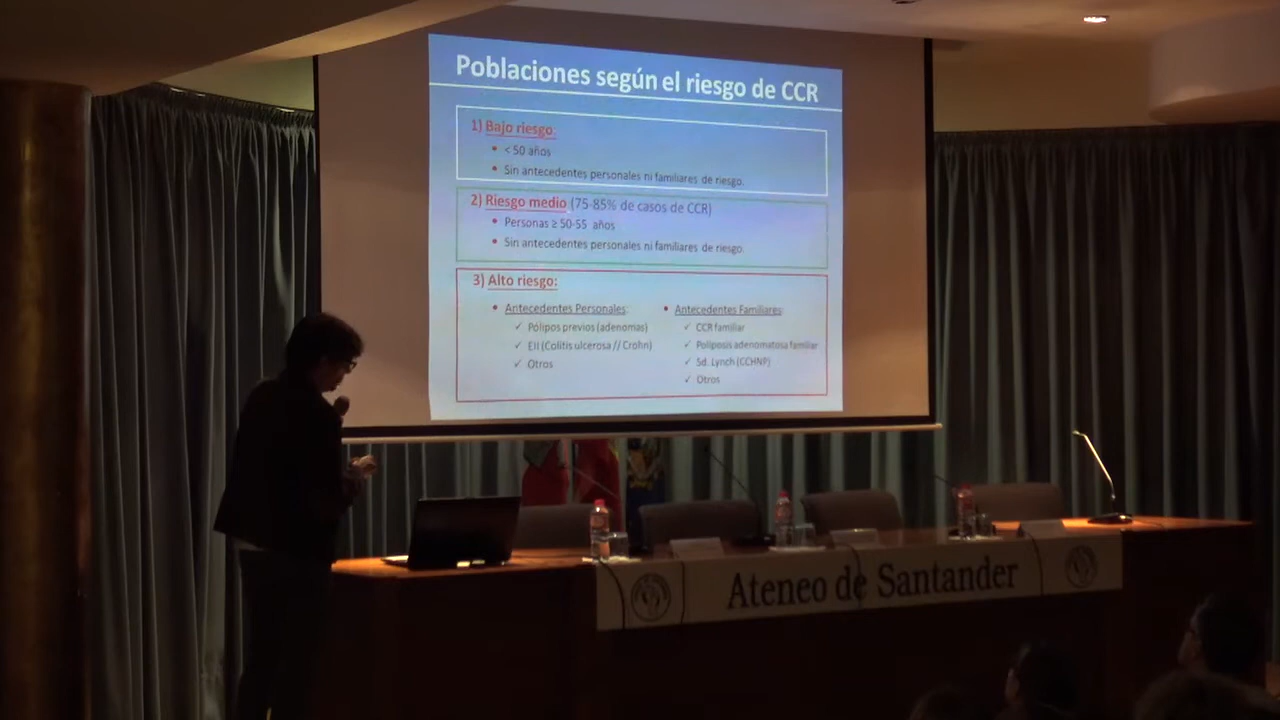 Poblaciones según el riesgo de CCR
1) Bajo riesgo:
• < 50 años
• Sin antecedentes personales ni familiares de riesgo.
2) Riesgo medio (75-85% de casos de CCR)
• Personas ≥ 50-55 años
• Sin antecedentes personales ni familiares de riesgo.
3) Alto riesgo:
• Antecedentes Personales:
✓ Pólipos previos (adenomas)
✓ EII (Colitis ulcerosa // Crohn)
✓ Otros
• Antecedentes Familiares
✓ CCR familiar
✓ Poliposis adenomatosa familiar
✓ Sd. Lynch (CCHNP)
✓ Otros
Ateneo de Santander